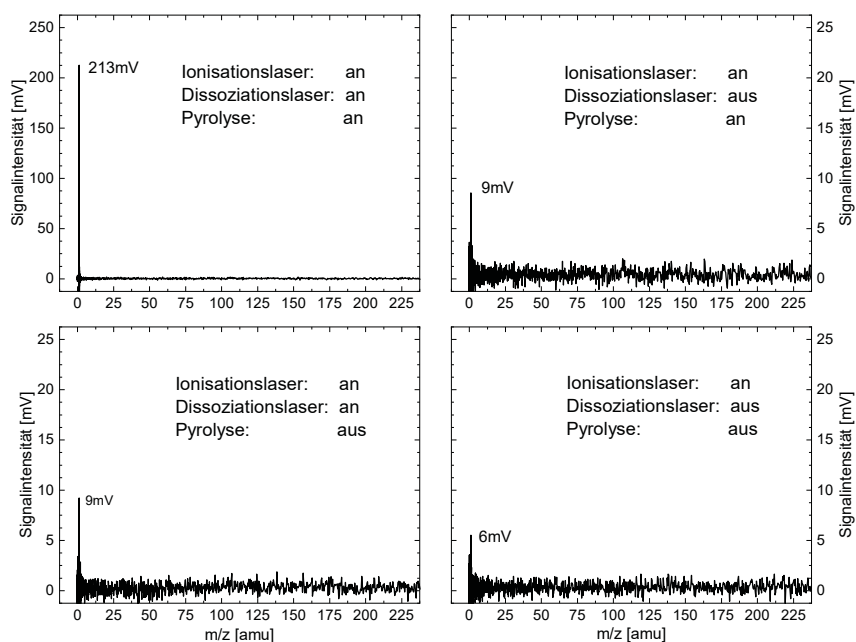 250
200
150
100
50
0
Signalintensität [mV]
213mV
Ionisationslaser: an
Dissoziationslaser: an
Pyrolyse: an
0 25 50 75 100 125 150 175 200 225
25
20
15
10
5
0
Signalintensität [mV]
9mV
Ionisationslaser: an
Dissoziationslaser: aus
Pyrolyse: an
0 25 50 75 100 125 150 175 200 225
25
20
15
10
5
0
Signalintensität [mV]
9mV
Ionisationslaser: an
Dissoziationslaser: an
Pyrolyse: aus
0 25 50 75 100 125 150 175 200 225
m/z [amu]
25
20
15
10
5
0
Signalintensität [mV]
6mV
Ionisationslaser: an
Dissoziationslaser: aus
Pyrolyse: aus
0 25 50 75 100 125 150 175 200 225
m/z [amu]